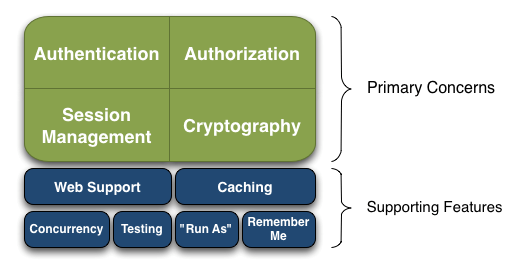 Authentication
Authorization
Primary Concerns
Session
Management
Cryptography
Web Support
Caching
Supporting Features
Concurrency
Testing
"Run As"
Remember
Me